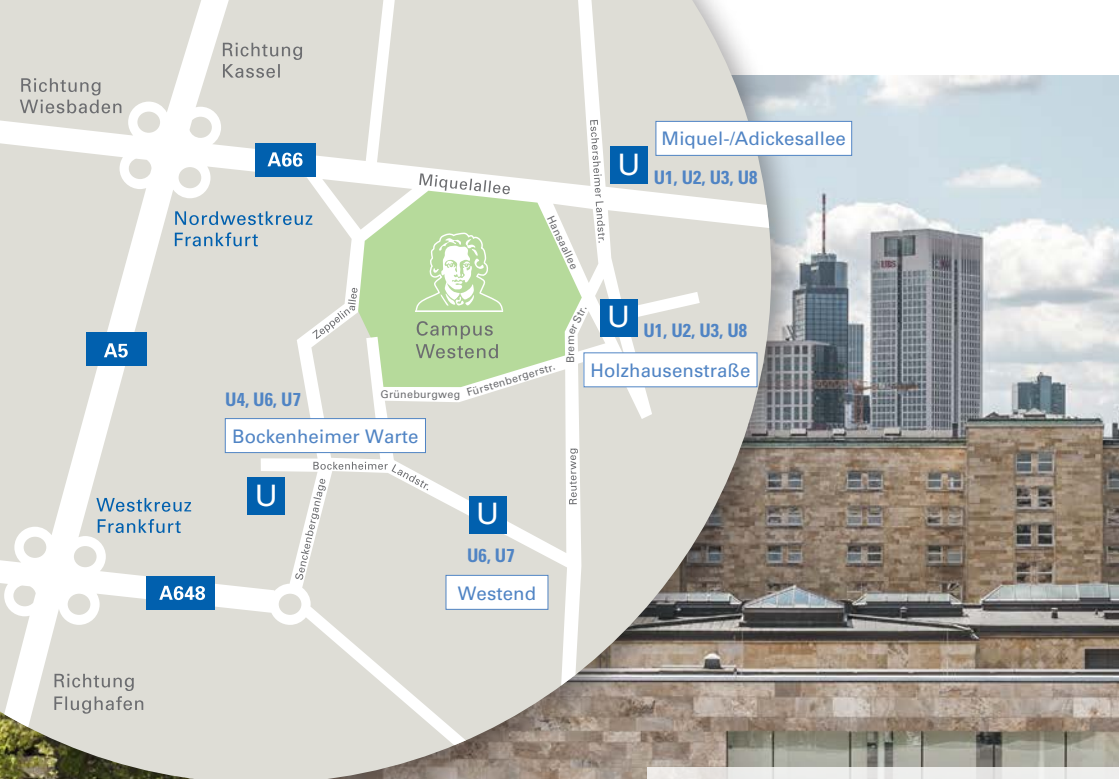 Richtung
Kassel
Richtung
Wiesbaden
A66
Miquelallee
Eschersheimer Landstr.
U
Miquel-/Adickesallee
U1, U2, U3, U8
Nordwestkreuz
Frankfurt
Hansaallee
UBS
Zeppelinallee
Campus
Westend
A5
Bremer Str.
U
U1, U2, U3, U8
Holzhausenstraße
Grüneburgweg
Fürstenbergerstr.
U4, U6, U7
Bockenheimer Warte
Bockenheimer Landstr.
U
Senckenberganlage
Reuterweg
U
U6, U7
Westend
Westkreuz
Frankfurt
A648
Richtung
Flughafen